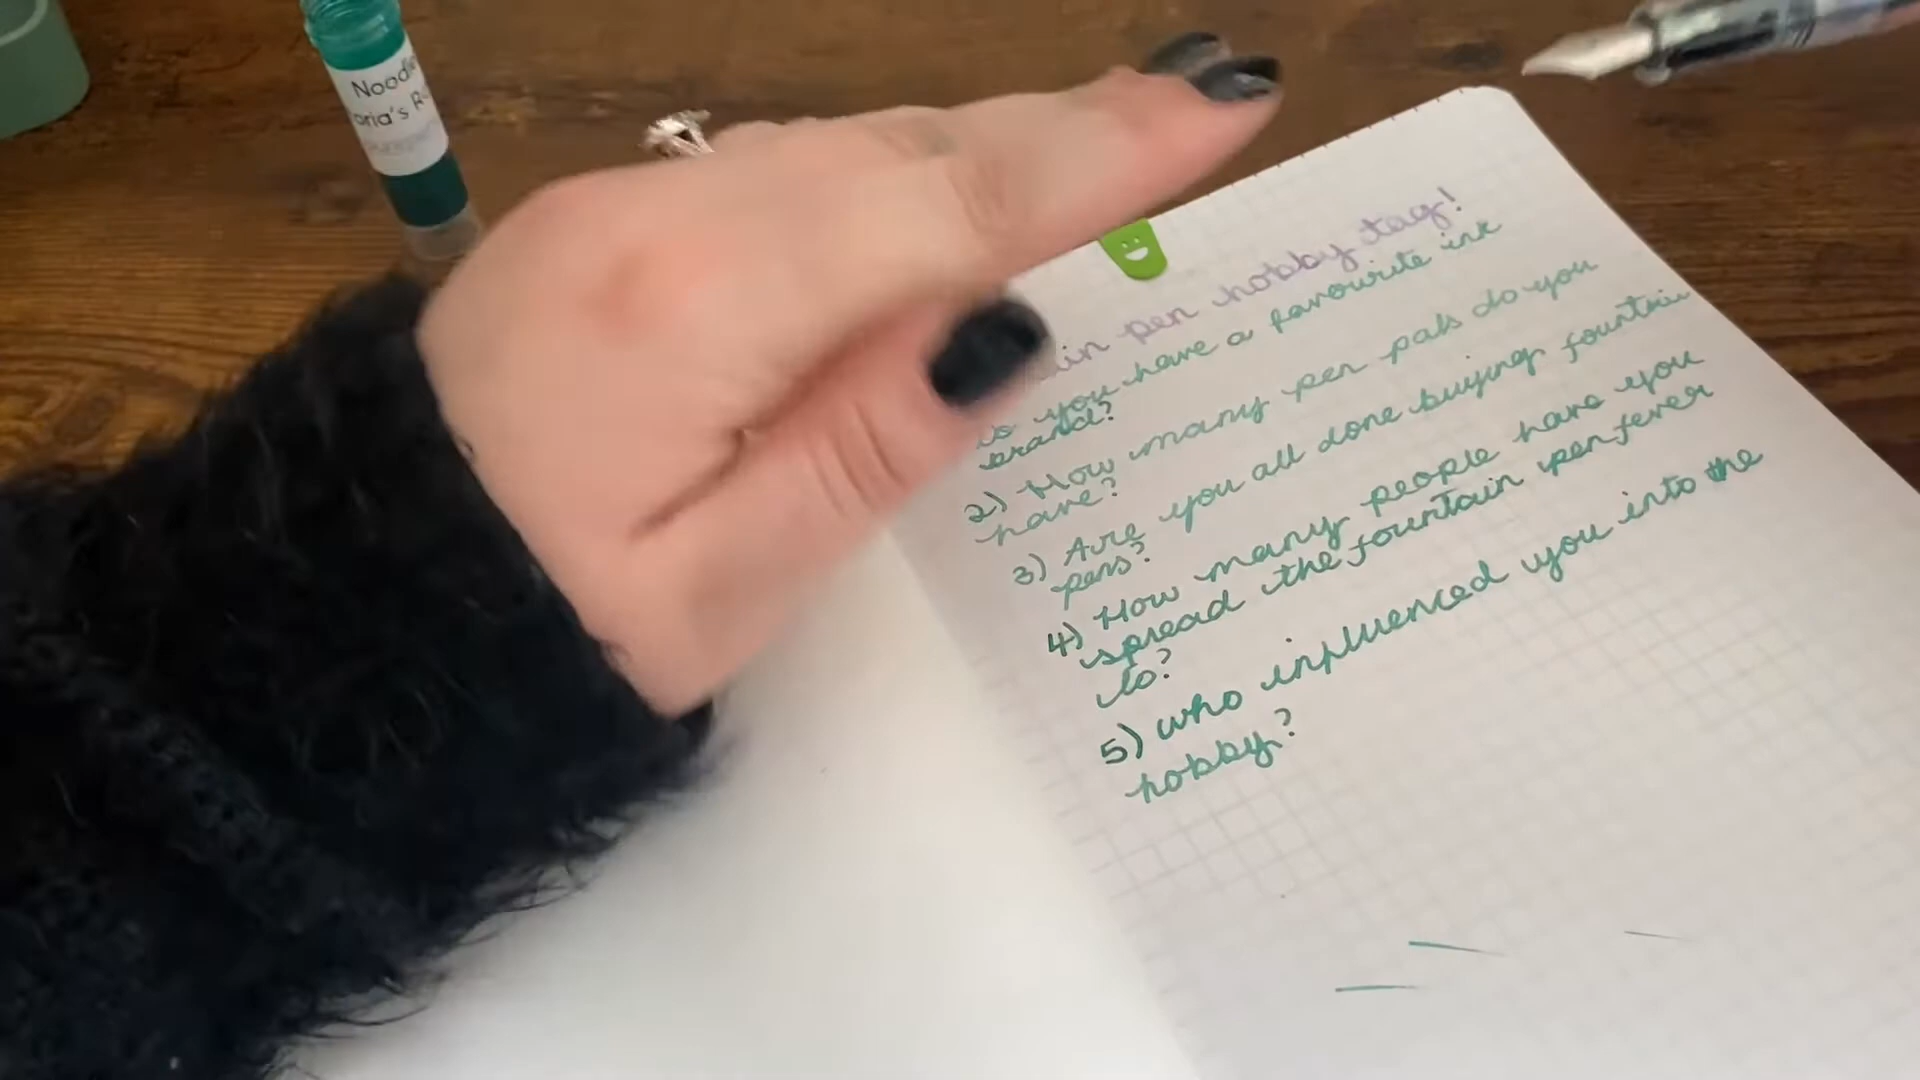 Noodle
oria's R
in pen hobby tag!
you have a favourite ink
brand?
2) How many pen pals do you
have?
3) Are you all done buying fountain
pens?
4) How many people have you
spread the fountain pen fever
to?
5) who influenced you into the
hobby?